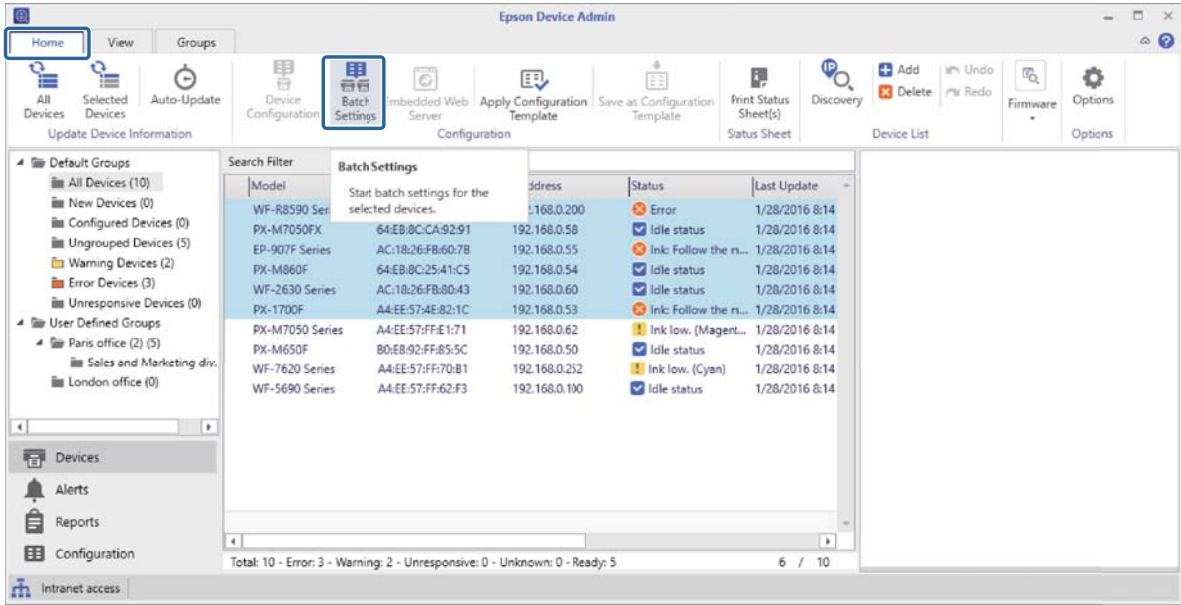 Epson Device Admin
Home View Groups
All Devices
Selected Devices
Auto-Update
Update Device Information
Device Configuration
Batch Settings
Embedded Web Server
Apply Configuration Template
Save as Configuration Template
Configuration
Print Status Sheet(s)
Status Sheet
IP
Discovery
Add
Delete
Undo
Redo
Device List
Firmware
Options
Options
Default Groups
All Devices (10)
New Devices (0)
Configured Devices (0)
Ungrouped Devices (5)
Warning Devices (2)
Error Devices (3)
Unresponsive Devices (0)
User Defined Groups
Paris office (2) (5)
Sales and Marketing div.
London office (0)
Devices
Alerts
Reports
Configuration
Search Filter
Batch Settings
Start batch settings for the
selected devices.
Model ddress Status Last Update
WF-R8590 Ser .168.0.200 Error 1/28/2016 8:14
PX-M7050FX 64:EB:8C:CA:92:91 192.168.0.58 Idle status 1/28/2016 8:14
EP-907F Series AC:18:26:FB:60:7B 192.168.0.55 Ink: Follow the n... 1/28/2016 8:14
PX-M860F 64:EB:8C:25:41:C5 192.168.0.54 Idle status 1/28/2016 8:14
WF-2630 Series AC:18:26:FB:80:43 192.168.0.60 Idle status 1/28/2016 8:14
PX-1700F A4:EE:57:4E:82:1C 192.168.0.53 Ink: Follow the n... 1/28/2016 8:14
PX-M7050 Series A4:EE:57:FF:E1:71 192.168.0.62 Ink low. (Magent... 1/28/2016 8:14
PX-M650F B0:E8:92:FF:85:5C 192.168.0.50 Idle status 1/28/2016 8:14
WF-7620 Series A4:EE:57:FF:70:B1 192.168.0.252 Ink low. (Cyan) 1/28/2016 8:14
WF-5690 Series A4:EE:57:FF:62:F3 192.168.0.100 Idle status 1/28/2016 8:14
Total: 10 - Error: 3 - Warning: 2 - Unresponsive: 0 - Unknown: 0 - Ready: 5 6 / 10
Intranet access